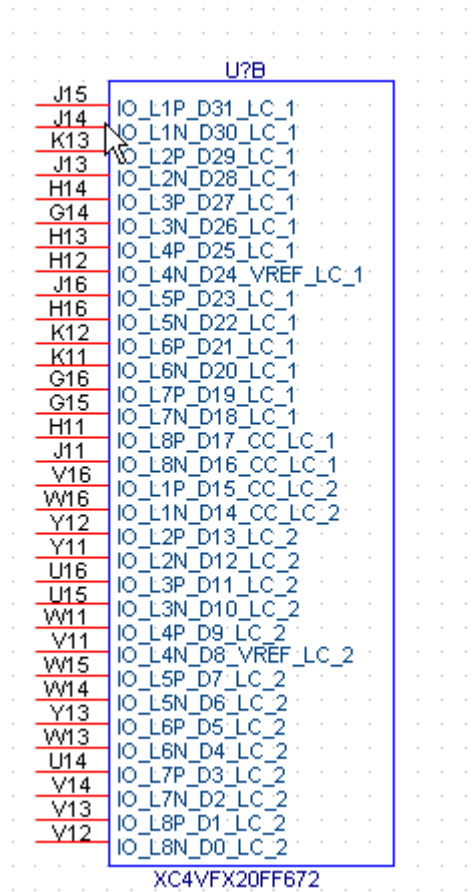 U?B
J15 IO_L1P_D31_LC_1
J14 IO_L1N_D30_LC_1
K13 IO_L2P_D29_LC_1
J13 IO_L2N_D28_LC_1
H14 IO_L3P_D27_LC_1
G14 IO_L3N_D26_LC_1
H13 IO_L4P_D25_LC_1
H12 IO_L4N_D24_VREF_LC_1
J16 IO_L5P_D23_LC_1
H16 IO_L5N_D22_LC_1
K12 IO_L6P_D21_LC_1
K11 IO_L6N_D20_LC_1
G16 IO_L7P_D19_LC_1
G15 IO_L7N_D18_LC_1
H11 IO_L8P_D17_CC_LC_1
J11 IO_L8N_D16_CC_LC_1
V16 IO_L1P_D15_CC_LC_2
W16 IO_L1N_D14_CC_LC_2
Y12 IO_L2P_D13_LC_2
Y11 IO_L2N_D12_LC_2
U16 IO_L3P_D11_LC_2
U15 IO_L3N_D10_LC_2
W11 IO_L4P_D9_LC_2
V11 IO_L4N_D8_VREF_LC_2
W15 IO_L5P_D7_LC_2
W14 IO_L5N_D6_LC_2
Y13 IO_L6P_D5_LC_2
W13 IO_L6N_D4_LC_2
U14 IO_L7P_D3_LC_2
V14 IO_L7N_D2_LC_2
V13 IO_L8P_D1_LC_2
V12 IO_L8N_D0_LC_2
XC4VFX20FF672